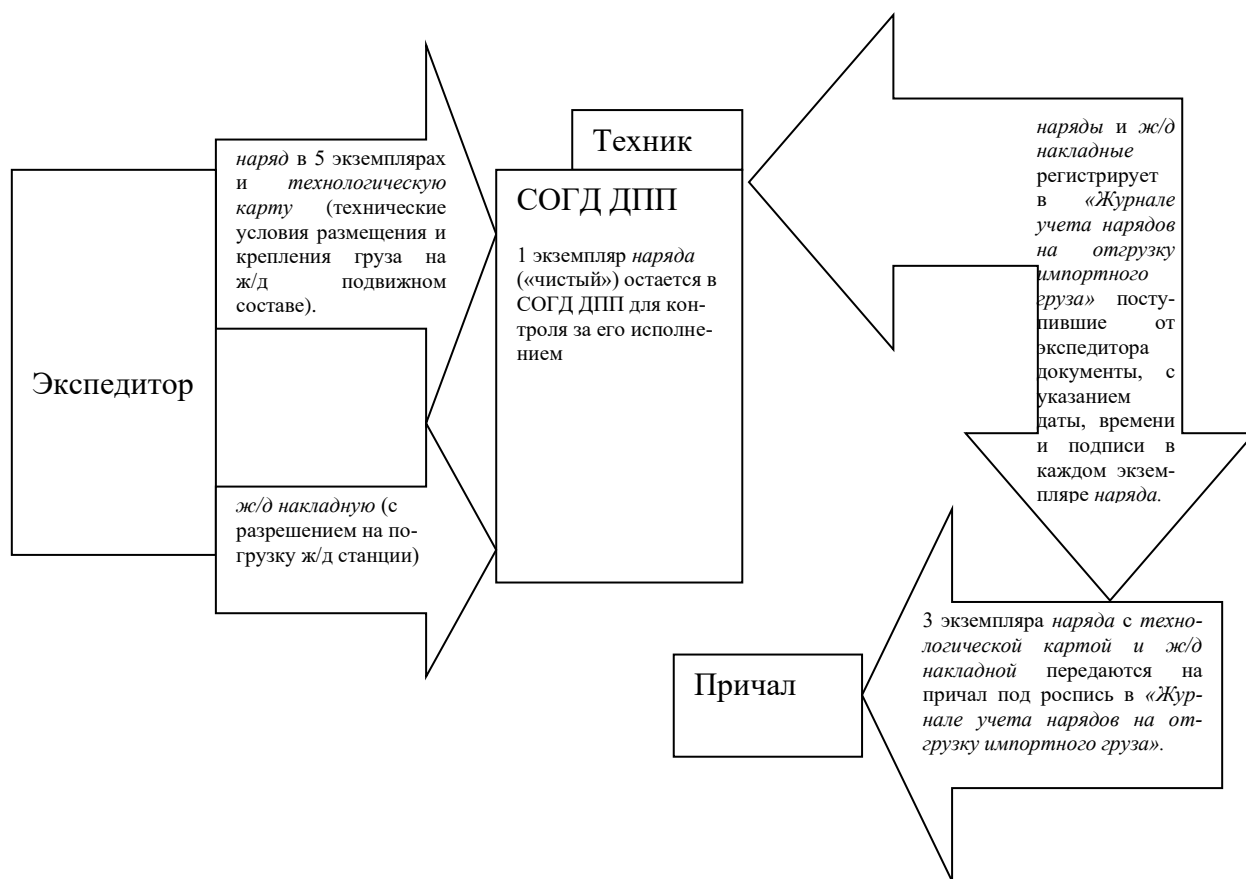 Экспедитор
наряд в 5 экземплярах
и технологическую
карту (технические
условия размещения и
крепления груза на
ж/д подвижном
составе).
ж/д накладную (с
разрешением на по-
грузку ж/д станции)
Техник
СОГД ДПП
1 экземпляр наряда
(«чистый») остается в
СОГД ДПП для кон-
троля за его исполне-
нием
наряды и ж/д
накладные
регистрирует
в «Журнале
учета нарядов
на отгрузку
импортного
груза» посту-
пившие от
экспедитора
документы, с
указанием
даты, времени
и подписи в
каждом экзем-
пляре наряда.
3 экземпляра наряда с техно-
логической картой и ж/д
накладной передаются на
причал под роспись в «Жур-
нале учета нарядов на от-
грузку импортного груза».
Причал